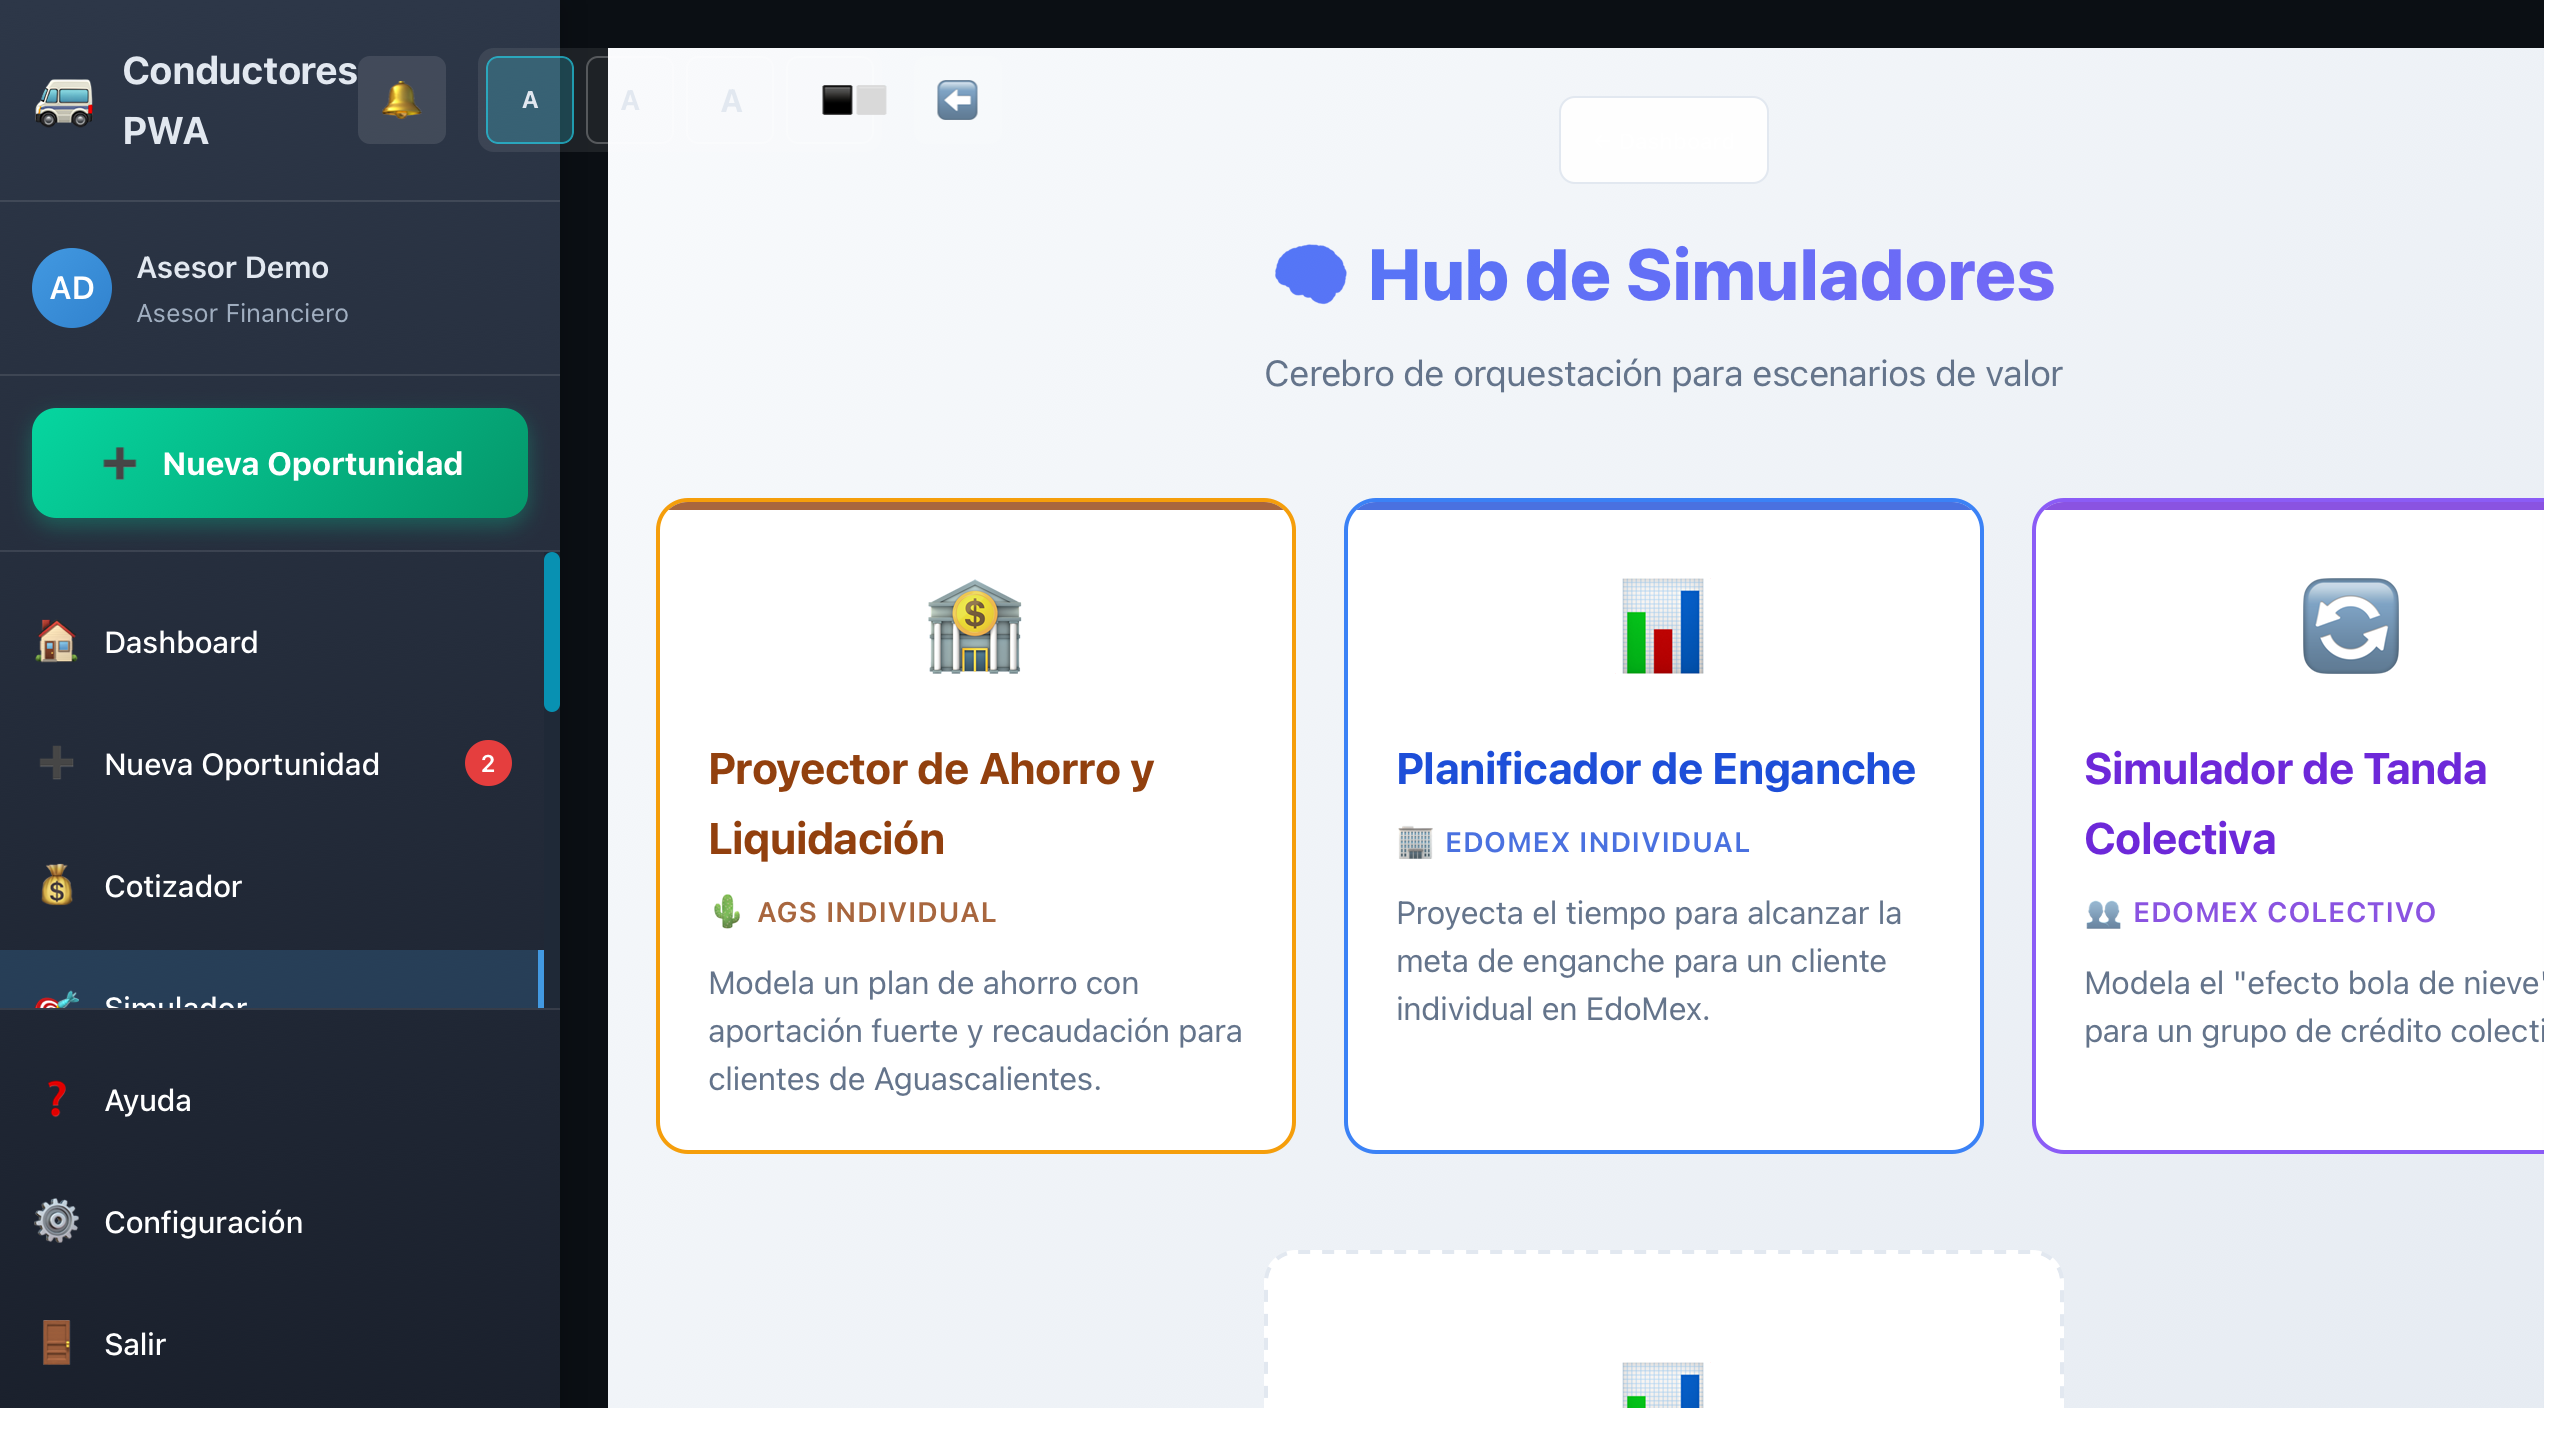 Conductores
PWA
A
A
A
AD
Asesor Demo
Asesor Financiero
Nueva Oportunidad
Dashboard
Nueva Oportunidad
2
Cotizador
Simulador
Ayuda
Configuración
Salir
Hub de Simuladores
Cerebro de orquestación para escenarios de valor
Proyector de Ahorro y
Liquidación
AGS INDIVIDUAL
Modela un plan de ahorro con
aportación fuerte y recaudación para
clientes de Aguascalientes.
Planificador de Enganche
EDOMEX INDIVIDUAL
Proyecta el tiempo para alcanzar la
meta de enganche para un cliente
individual en EdoMex.
Simulador de Tanda
Colectiva
EDOMEX COLECTIVO
Modela el "efecto bola de nieve"
para un grupo de crédito colecti